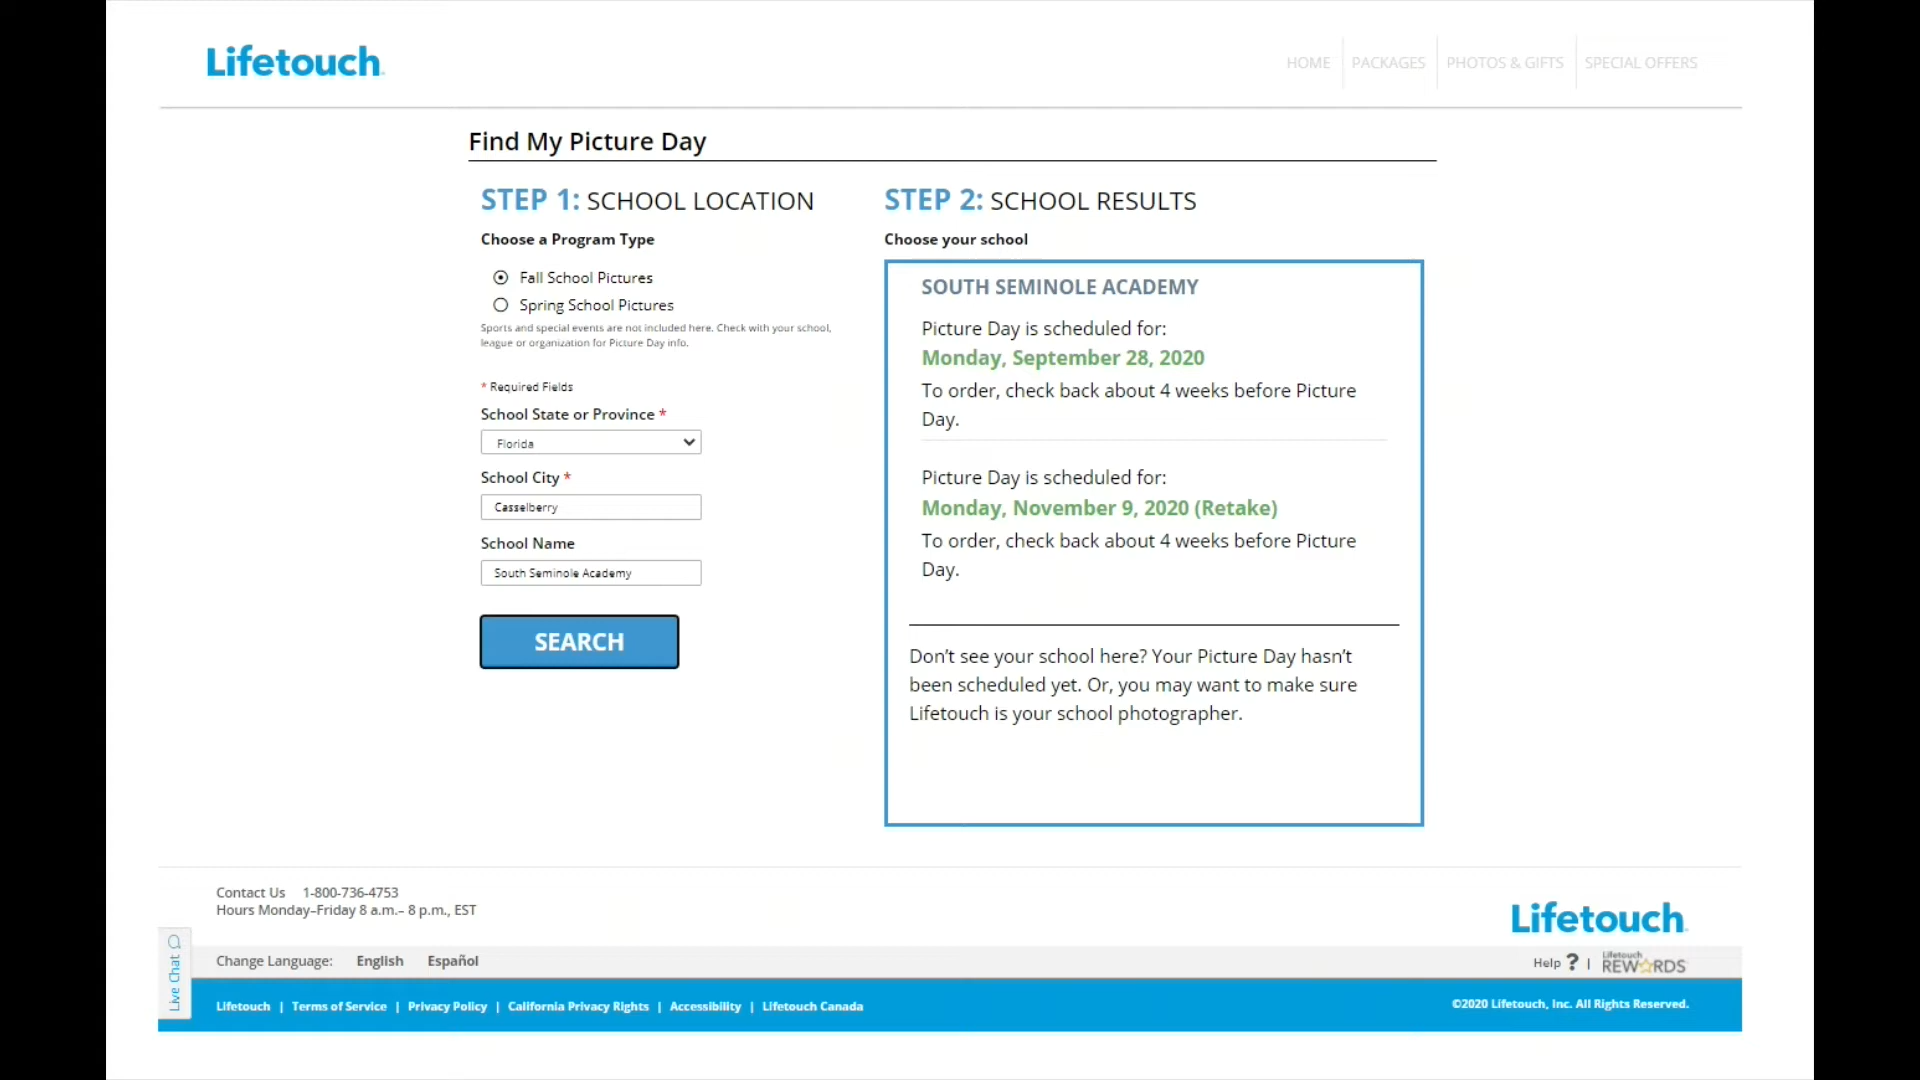 Lifetouch
HOME
PACKAGES
PHOTOS & GIFTS
SPECIAL OFFERS
Find My Picture Day
STEP 1: SCHOOL LOCATION
Choose a Program Type
Fall School Pictures
Spring School Pictures
Sports and special events are not included here. Check with your school,
league or organization for Picture Day info.
* Required Fields
School State or Province *
Florida
School City *
Casselberry
School Name
South Seminole Academy
SEARCH
STEP 2: SCHOOL RESULTS
Choose your school
SOUTH SEMINOLE ACADEMY
Picture Day is scheduled for:
Monday, September 28, 2020
To order, check back about 4 weeks before Picture
Day.
Picture Day is scheduled for:
Monday, November 9, 2020 (Retake)
To order, check back about 4 weeks before Picture
Day.
Don’t see your school here? Your Picture Day hasn’t
been scheduled yet. Or, you may want to make sure
Lifetouch is your school photographer.
Contact Us 1-800-736-4753
Hours Monday–Friday 8 a.m.– 8 p.m., EST
Lifetouch
Live Chat
Change Language: English Español
Help ? |
Lifetouch
REWARDS
Lifetouch | Terms of Service | Privacy Policy | California Privacy Rights | Accessibility | Lifetouch Canada
©2020 Lifetouch, Inc. All Rights Reserved.